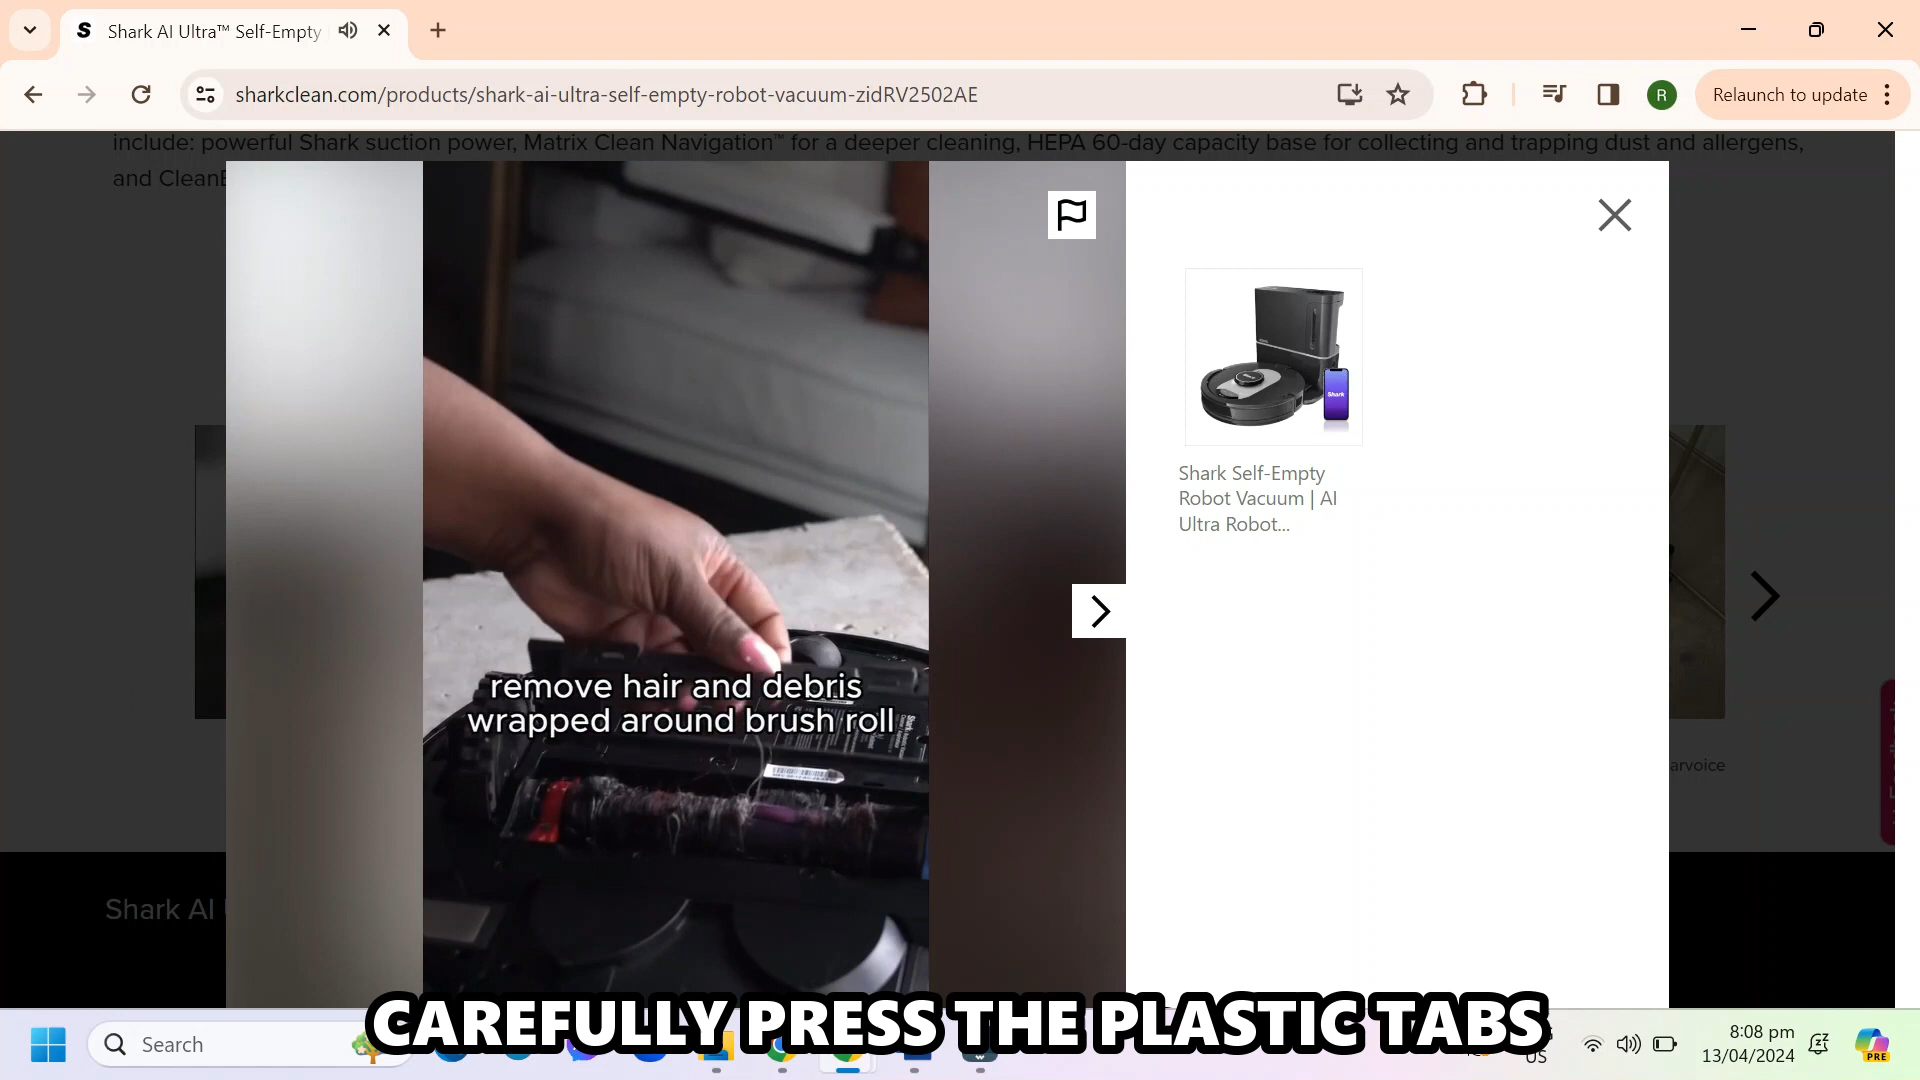 Shark AI Ultra™ Self-Empty
sharkclean.com/products/shark-ai-ultra-self-empty-robot-vacuum-zidRV2502AE
R
Relaunch to update
include: powerful Shark suction power, Matrix Clean Navigation™ for a deeper cleaning, HEPA 60-day capacity base for collecting and trapping dust and allergens,
and Clean
remove hair and debris
wrapped around brush roll
Shark
Shark Self-Empty
Robot Vacuum | AI
Ultra Robot...
arvoice
Shark AI
CAREFULLY PRESS THE PLASTIC TABS
Search
US
8:08 pm
13/04/2024
PRE